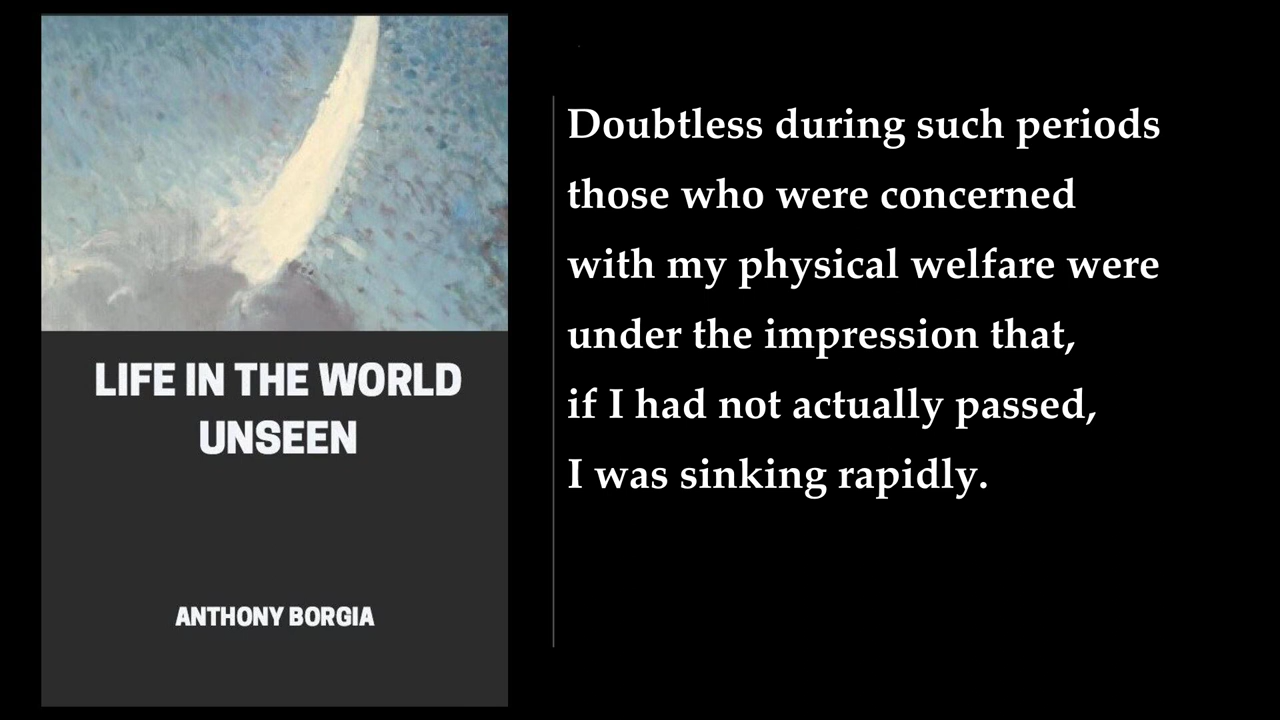 LIFE IN THE WORLD
UNSEEN
ANTHONY BORGIA
Doubtless during such periods
those who were concerned
with my physical welfare were
under the impression that,
if I had not actually passed,
I was sinking rapidly.